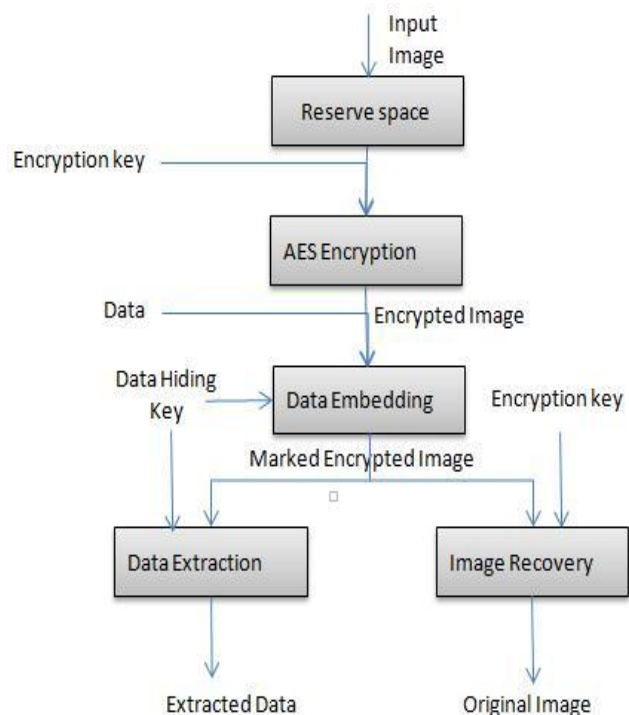 Input
Image
Reserve space
Encryption key
AES Encryption
Data
Encrypted Image
Data Hiding
Key
Data Embedding
Encryption key
Marked Encrypted Image
Data Extraction
Image Recovery
Extracted Data
Original Image